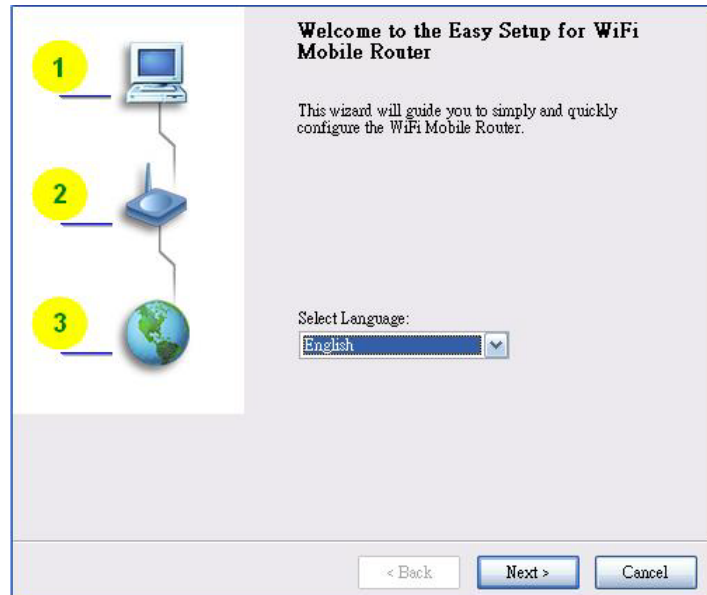 Welcome to the Easy Setup for WiFi
Mobile Router
This wizard will guide you to simply and quickly
configure the WiFi Mobile Router.
1
2
3
Select Language:
English
< Back
Next >
Cancel